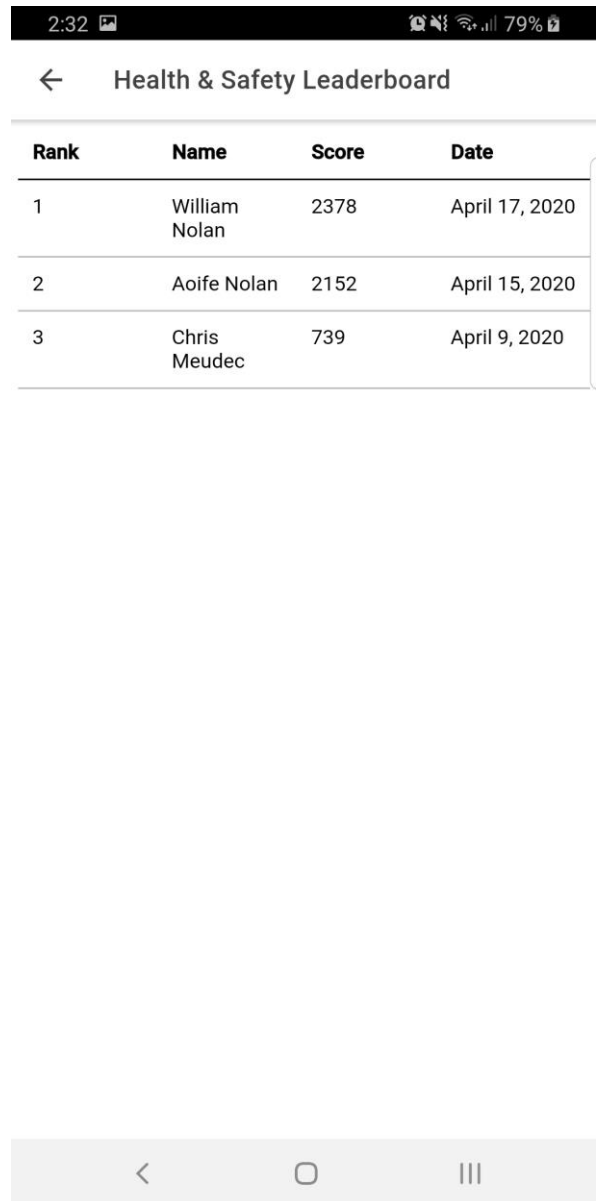 2:32 79%
Health & Safety Leaderboard
Rank Name Score Date
1 William Nolan 2378 April 17, 2020
2 Aoife Nolan 2152 April 15, 2020
3 Chris Meudec 739 April 9, 2020